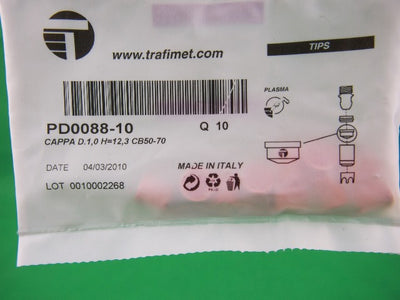 www.trafimet.com
TIPS
PLASMA
PD0088-10 Q 10
CAPPA D.1,0 H=12,3 CB50-70
DATE 04/03/2010
MADE IN ITALY
LOT 0010002268